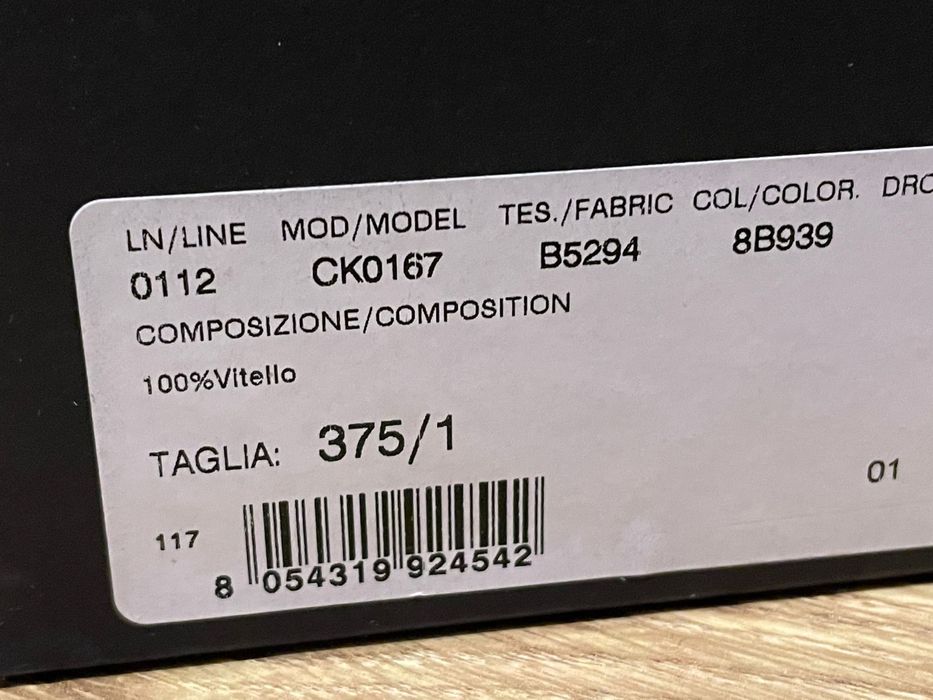 LN/LINE MOD/MODEL TES./FABRIC COL/COLOR. DRO
0112 CK0167 B5294 8B939
COMPOSIZIONE/COMPOSITION
100%Vitello
TAGLIA: 375/1
01
117
8 054319 924542